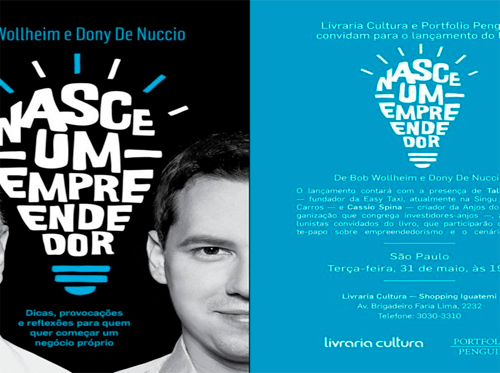 Wollheim e Dony De Nuccio
NASCE
UM
EMPRE
ENDE
DOR
Dicas, provocações
e reflexões para quem
quer começar um
negócio próprio
Livraria Cultura e Portfolio
convidam para o lançamento do
NASCE
UM
EMPRE
ENDE
DOR
De Bob Wollheim e Dony De Nuccio
O lançamento contará com a presença de
— fundador da Easy Taxi, atualmente na Singu
Carros — e Cassio Spina — criador da Anjos do
ganização que congrega investidores-anjos —,
lunistas convidados do livro, que participarão
te-papo sobre empreendedorismo e o cenári
São Paulo
Terça-feira, 31 de maio, às 19
Livraria Cultura — Shopping Iguatemi
Av. Brigadeiro Faria Lima, 2232
Telefone: 3030-3310
livraria cultura
PORTFOL
PENGUI